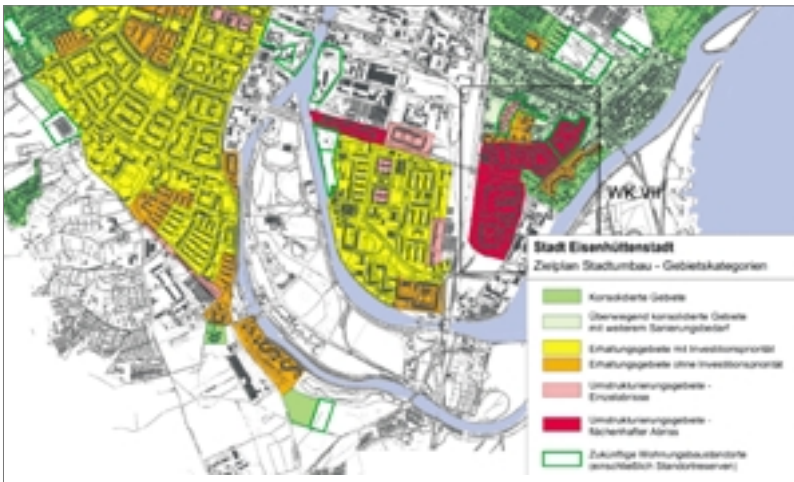 WK VII
Stadt Eisenhüttenstadt
Zielplan Stadtumbau - Gebietskategorien
Konsolidierte Gebiete
Überwiegend konsolidierte Gebiete
mit weiterem Sanierungsbedarf
Erhaltungsgebiete mit Investitionspriorität
Erhaltungsgebiete ohne Investitionspriorität
Umstrukturierungsgebiete -
Einzelabrisse
Umstrukturierungsgebiete -
flächenhafter Abriss
Zukünftige Wohnungsbaustandorte
(einschließlich Standortreserven)